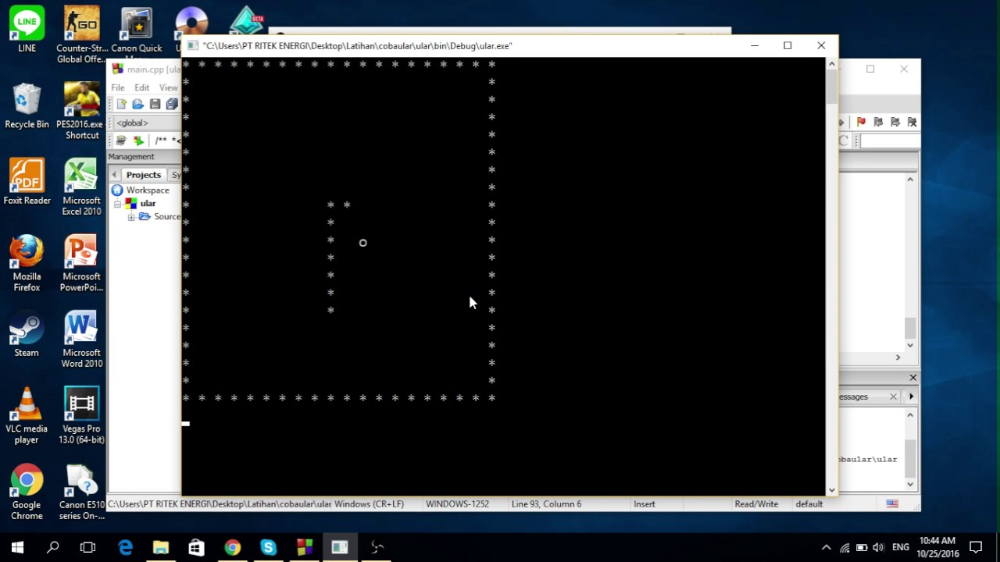 LINE
Counter-Str...
Global Offe...
Canon Quick
BETA
Recycle Bin
PES2016.exe
Shortcut
Foxit Reader
Microsoft
Excel 2010
Mozilla
Firefox
Microsoft
PowerPoi...
Steam
Microsoft
Word 2010
VLC media
player
Vegas Pro
13.0 (64-bit)
Google
Chrome
Canon E510
series On-...
"C:\Users\PT RITEK ENERGI\Desktop\Latihan\cobaular\ular\bin\Debug\ular.exe"
main.cpp [ula
File Edit View
<global>
/** *<
Management
Projects Sy
Workspace
ular
Source
* * * * * * * * * * * * * * * * * * * *
* *
* *
* *
* *
* *
* *
* *
* * * *
* * *
* * o *
* * *
* * *
* * *
* * *
* *
* *
* *
* *
* * * * * * * * * * * * * * * * * * * *
essages
obaular\ular
C:\Users\PT RITEK ENERGI\Desktop\Latihan\cobaular\ular Windows (CR+LF) WINDOWS-1252 Line 93, Column 6 Insert Read/Write default
ENG
10:44 AM
10/25/2016